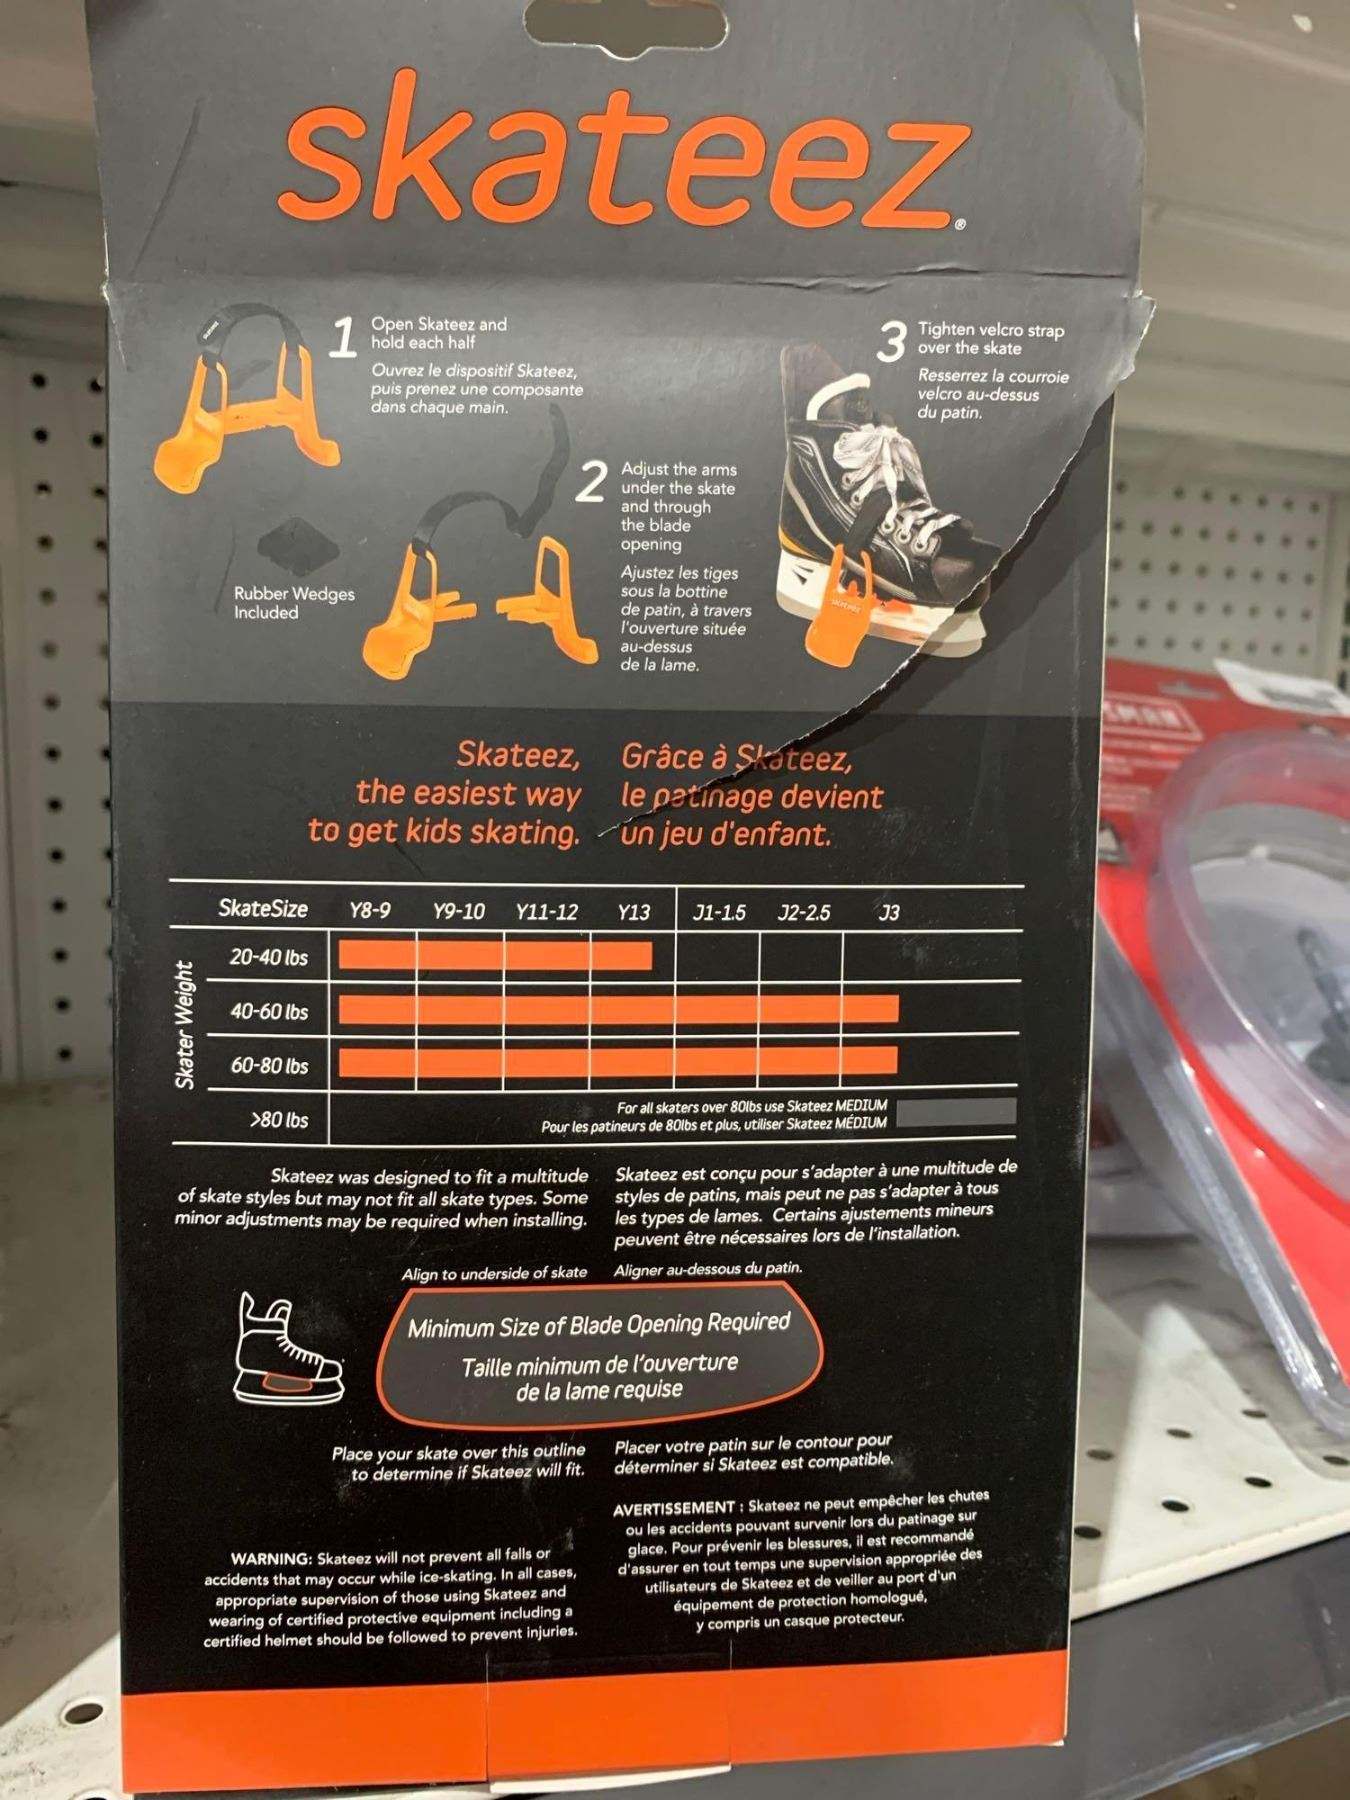 skateez®
1 Open Skateez and
hold each half
Ouvrez le dispositif Skateez,
puis prenez une composante
dans chaque main.
3 Tighten velcro strap
over the skate
Resserrez la courroie
velcro au-dessus
du patin.
2 Adjust the arms
under the skate
and through
the blade
opening
Ajustez les tiges
sous la bottine
de patin, à travers
l'ouverture située
au-dessus
de la lame.
Rubber Wedges
Included
skateez
Skateez,
the easiest way
to get kids skating.
Grâce à Skateez,
le patinage devient
un jeu d'enfant.
SkateSize Y8-9 Y9-10 Y11-12 Y13 J1-1.5 J2-2.5 J3
Skater Weight
20-40 lbs
40-60 lbs
60-80 lbs
>80 lbs
For all skaters over 80lbs use Skateez MEDIUM
Pour les patineurs de 80lbs et plus, utiliser Skateez MÉDIUM
Skateez was designed to fit a multitude
of skate styles but may not fit all skate types. Some
minor adjustments may be required when installing.
Skateez est conçu pour s'adapter à une multitude de
styles de patins, mais peut ne pas s'adapter à tous
les types de lames. Certains ajustements mineurs
peuvent être nécessaires lors de l'installation.
Align to underside of skate
Aligner au-dessous du patin.
Minimum Size of Blade Opening Required
Taille minimum de l'ouverture
de la lame requise
Place your skate over this outline
to determine if Skateez will fit.
Placer votre patin sur le contour pour
déterminer si Skateez est compatible.
WARNING: Skateez will not prevent all falls or
accidents that may occur while ice-skating. In all cases,
appropriate supervision of those using Skateez and
wearing of certified protective equipment including a
certified helmet should be followed to prevent injuries.
AVERTISSEMENT : Skateez ne peut empêcher les chutes
ou les accidents pouvant survenir lors du patinage sur
glace. Pour prévenir les blessures, il est recommandé
d'assurer en tout temps une supervision appropriée des
utilisateurs de Skateez et de veiller au port d'un
équipement de protection homologué,
y compris un casque protecteur.